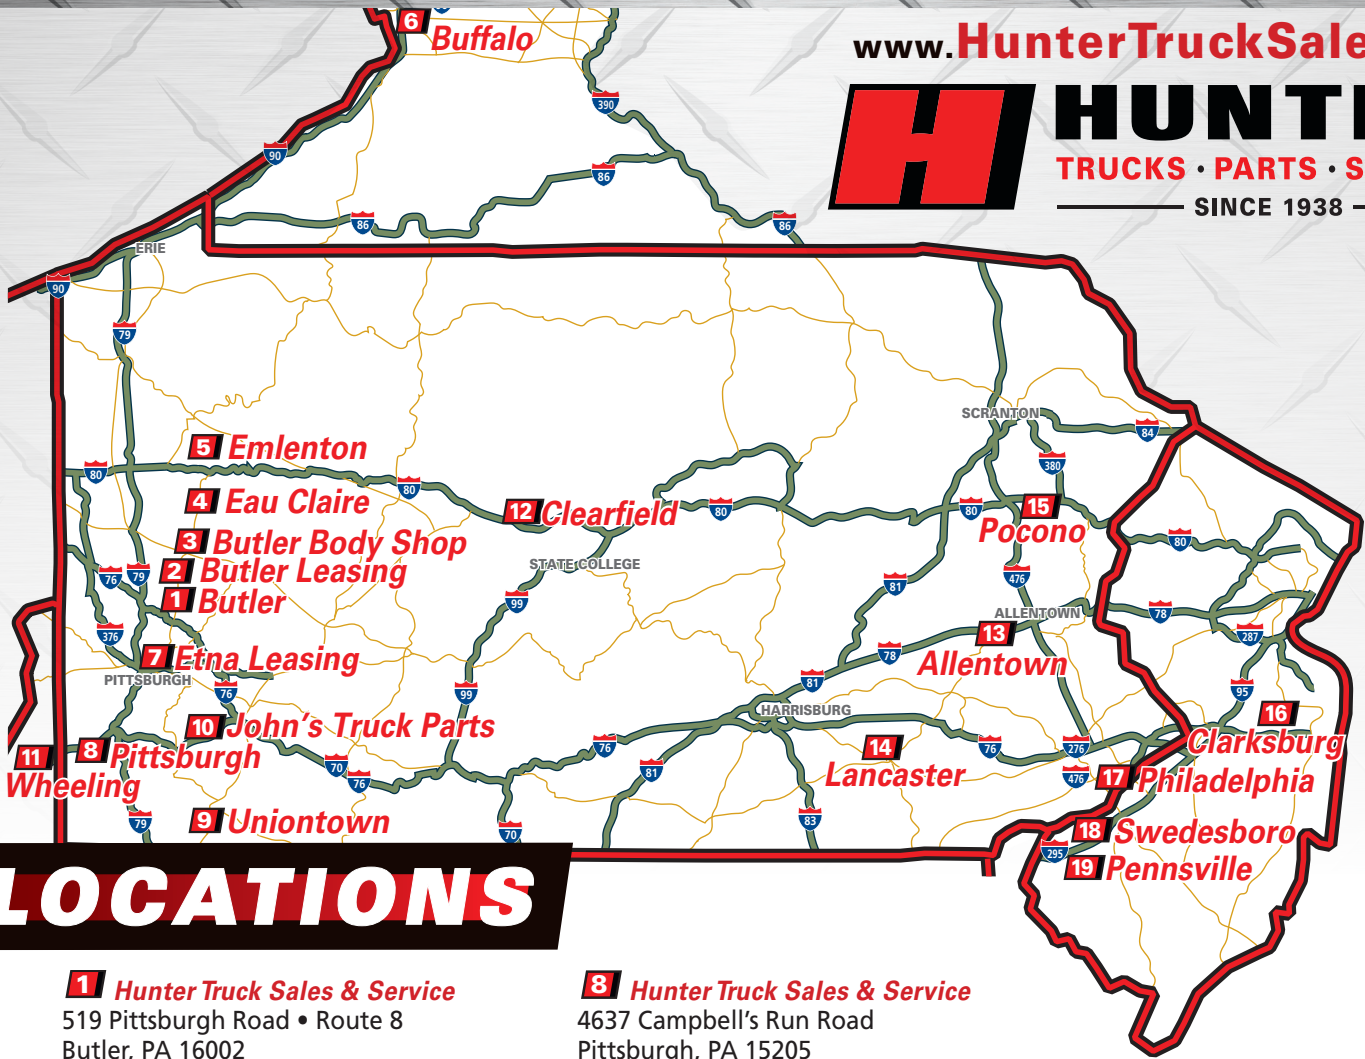 6 Buffalo
www.HunterTruckSale
HUNT
TRUCKS • PARTS • S
SINCE 1938
390
90
86
86
86
ERIE
90
79
SCRANTON
84
5 Emlenton
380
80
80
4 Eau Claire
12 Clearfield
80
80
15
Pocono
3 Butler Body Shop
80
STATE COLLEGE
2 Butler Leasing
76
79
476
81
1 Butler
99
ALLENTOWN
78
376
13
Allentown
287
7 Etna Leasing
78
PITTSBURGH
81
76
99
95
HARRISBURG
16
Clarksburg
10 John's Truck Parts
76
14
Lancaster
76
276
11
Wheeling
8 Pittsburgh
70
76
81
476
17 Philadelphia
9 Uniontown
79
70
83
18 Swedesboro
295
19 Pennsville
LOCATIONS
1 Hunter Truck Sales & Service
519 Pittsburgh Road • Route 8
Butler, PA 16002
8 Hunter Truck Sales & Service
4637 Campbell's Run Road
Pittsburgh, PA 15205